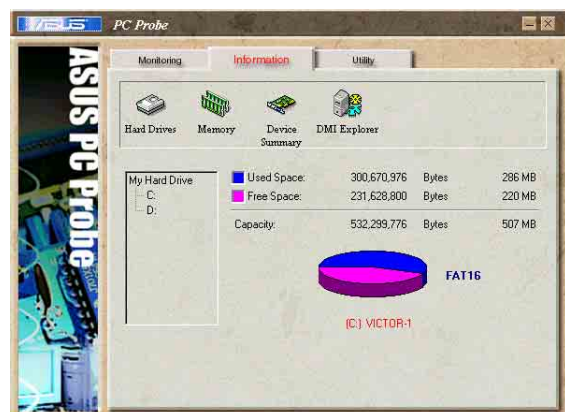 ASUS PC Probe
ASUS PC Probe
Monitoring Information Utility
Hard Drives Memory Device Summary DMI Explorer
My Hard Drive
C:
D:
Used Space: 300,670,976 Bytes 286 MB
Free Space: 231,628,800 Bytes 220 MB
Capacity: 532,299,776 Bytes 507 MB
FAT16
(C:) VICTOR-1